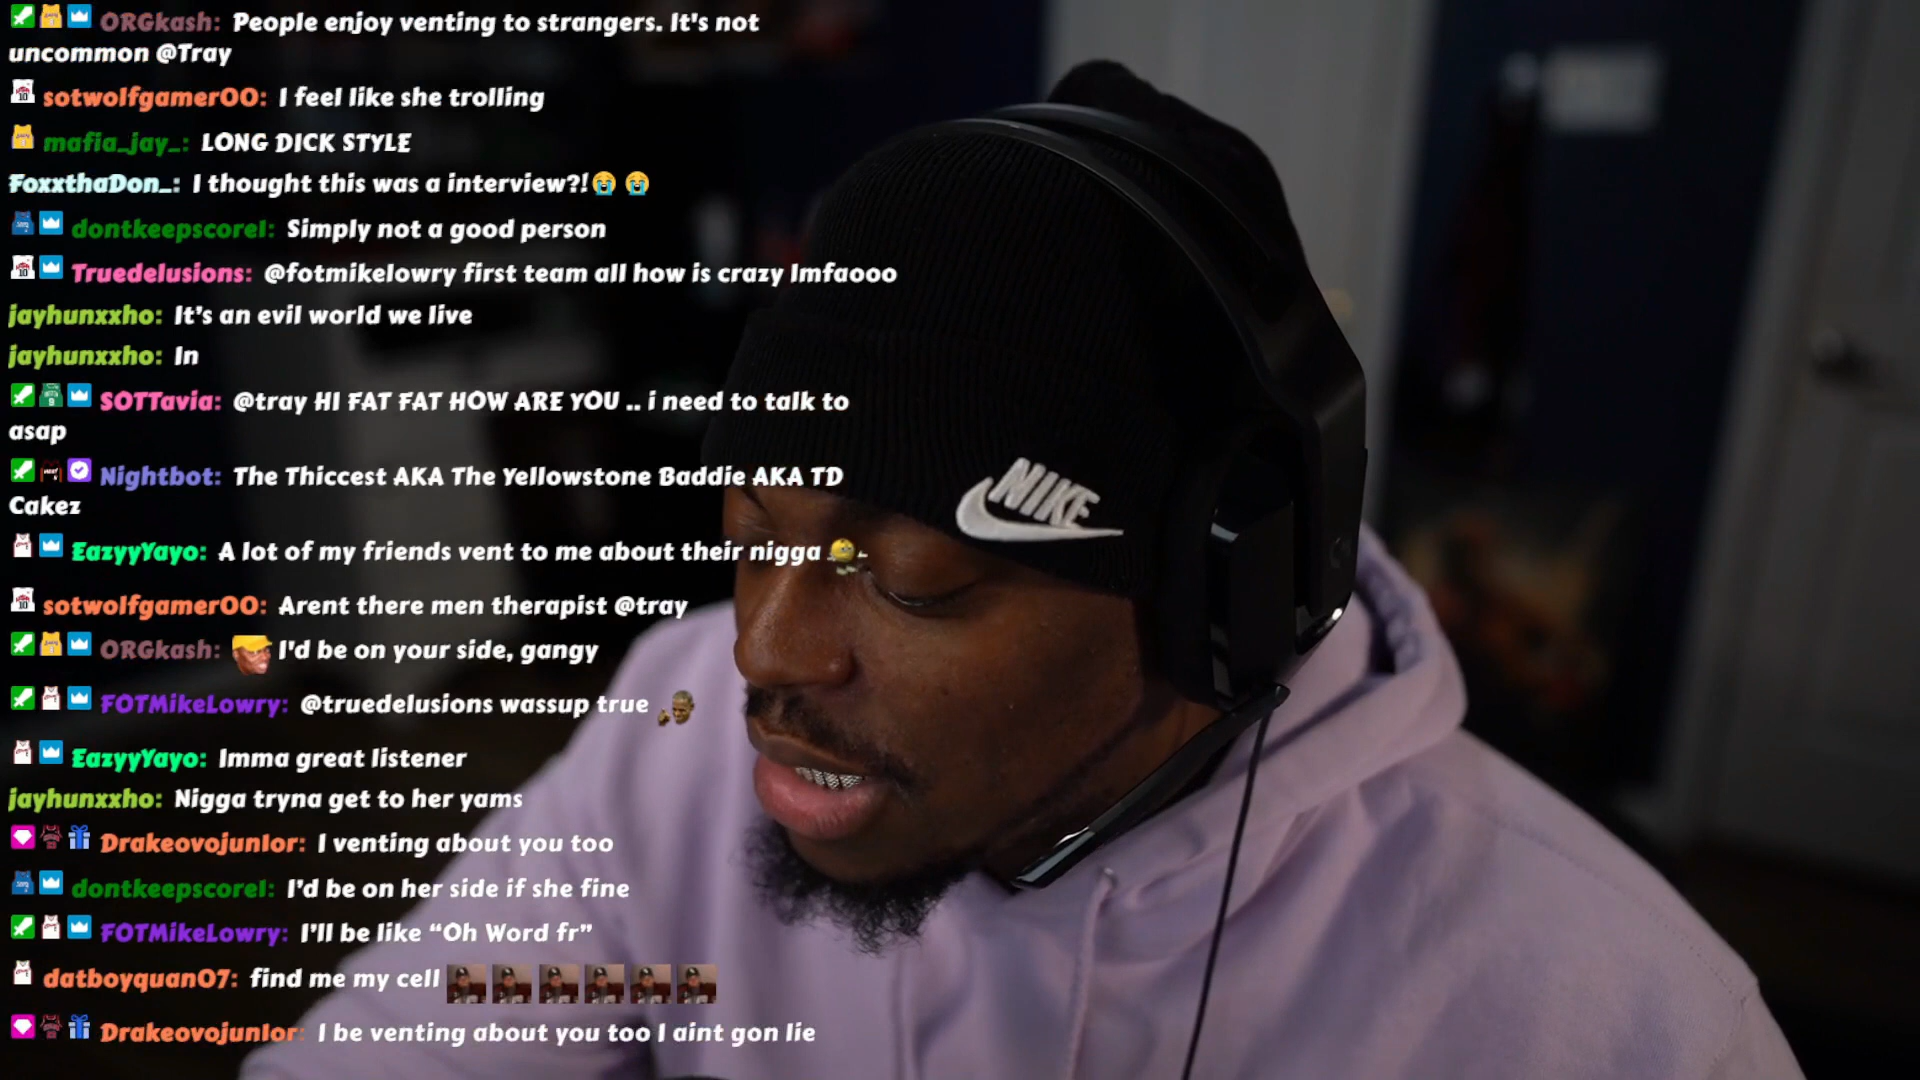 ORGkash: People enjoy venting to strangers. It's not
uncommon @Tray
sotwolfgamer00: I feel like she trolling
mafia_jay_: LONG DICK STYLE
FoxxthaDon_: I thought this was a interview?!😭 😭
dontkeepscore1: Simply not a good person
Truedelusions: @fotmikelowry first team all how is crazy lmfaooo
jayhunxxho: It's an evil world we live
jayhunxxho: In
SOTTavia: @tray HI FAT FAT HOW ARE YOU .. i need to talk to
asap
Nightbot: The Thiccest AKA The Yellowstone Baddie AKA TD
Cakez
NIKE
EazyyYayo: A lot of my friends vent to me about their nigga
sotwolfgamer00: Arent there men therapist @tray
ORGkash: I'd be on your side, gangy
FOTMikeLowry: @truedelusions wassup true
EazyyYayo: Imma great listener
jayhunxxho: Nigga tryna get to her yams
Drakeovojun1or: I venting about you too
dontkeepscore1: I'd be on her side if she fine
FOTMikeLowry: I'll be like “Oh Word fr”
datboyquan07: find me my cell
Drakeovojun1or: I be venting about you too I aint gon lie